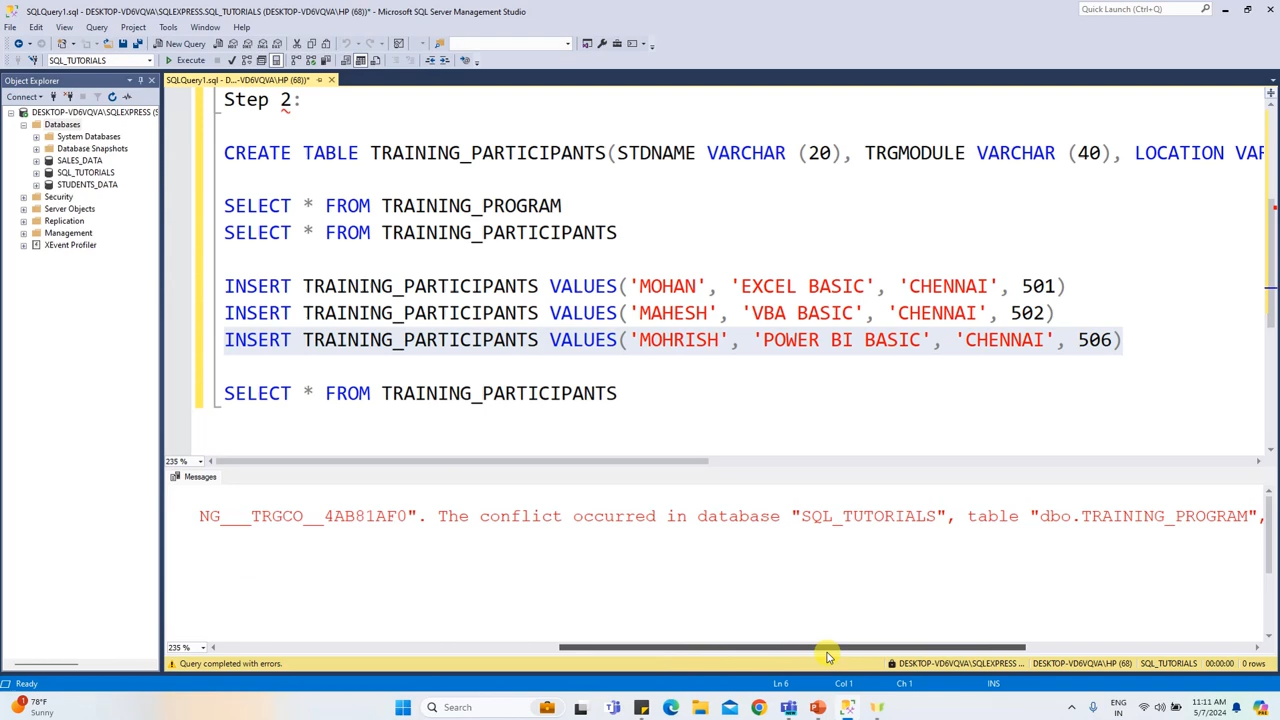 SQLQuery1.sql - DESKTOP-VD6VQVA\SQLEXPRESS.SQL_TUTORIALS (DESKTOP-VD6VQVA\HP (68))* - Microsoft SQL Server Management Studio
Quick Launch (Ctrl+Q)
File Edit View Query Project Tools Window Help
New Query
SQL_TUTORIALS
Execute
Object Explorer
SQLQuery1.sql - D...-VD6VQVA\HP (68))*
Connect
DESKTOP-VD6VQVA\SQLEXPRESS (S
Databases
System Databases
Database Snapshots
SALES_DATA
SQL_TUTORIALS
STUDENTS_DATA
Security
Server Objects
Replication
Management
XEvent Profiler
Step 2:
CREATE TABLE TRAINING_PARTICIPANTS(STDNAME VARCHAR (20), TRGMODULE VARCHAR (40), LOCATION VAR
SELECT * FROM TRAINING_PROGRAM
SELECT * FROM TRAINING_PARTICIPANTS
INSERT TRAINING_PARTICIPANTS VALUES('MOHAN', 'EXCEL BASIC', 'CHENNAI', 501)
INSERT TRAINING_PARTICIPANTS VALUES('MAHESH', 'VBA BASIC', 'CHENNAI', 502)
INSERT TRAINING_PARTICIPANTS VALUES('MOHRISH', 'POWER BI BASIC', 'CHENNAI', 506)
SELECT * FROM TRAINING_PARTICIPANTS
235 %
Messages
NG___TRGCO__4AB81AF0". The conflict occurred in database "SQL_TUTORIALS", table "dbo.TRAINING_PROGRAM",
235 %
Query completed with errors.
DESKTOP-VD6VQVA\SQLEXPRESS ... DESKTOP-VD6VQVA\HP (68) SQL_TUTORIALS 00:00:00 0 rows
Ready
Ln 6 Col 1 Ch 1 INS
78°F
Sunny
Search
ENG
IN
11:11 AM
5/7/2024